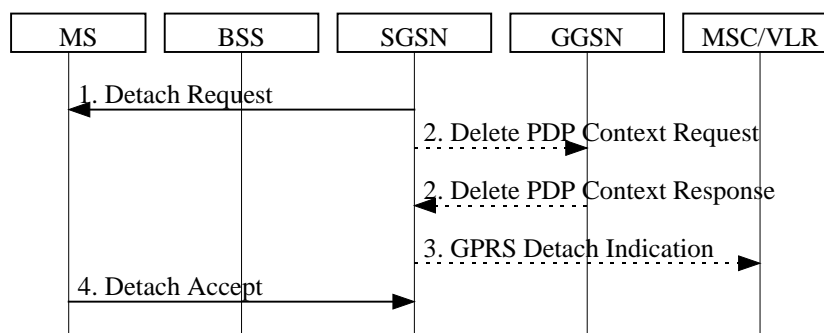 MS
BSS
SGSN
GGSN
MSC/VLR
1. Detach Request
2. Delete PDP Context Request
2. Delete PDP Context Response
3. GPRS Detach Indication
4. Detach Accept